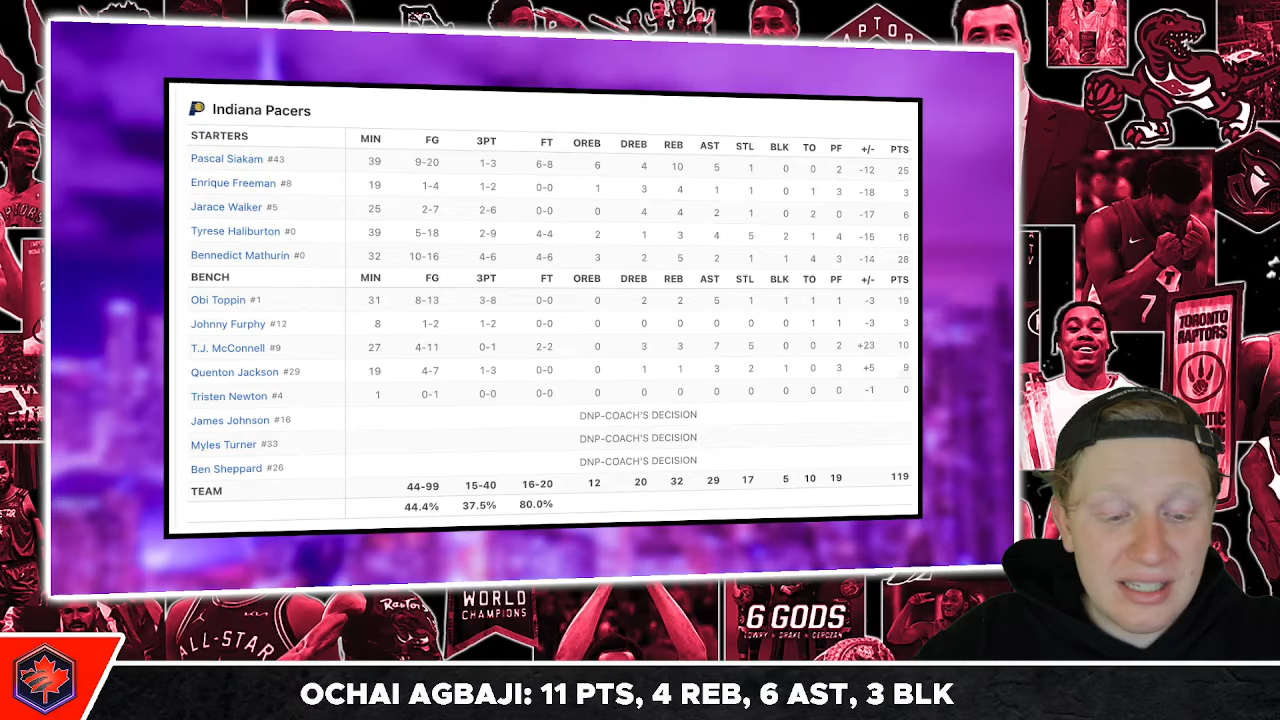 APTOR
Indiana Pacers
STARTERS MIN FG 3PT FT OREB DREB REB AST STL BLK TO PF +/- PTS
Pascal Siakam #43 39 9-20 1-3 6-8 6 4 10 5 1 0 0 2 -12 25
Enrique Freeman #8 19 1-4 1-2 0-0 1 3 4 1 1 0 1 3 -18 3
Jarace Walker #5 25 2-7 2-6 0-0 0 4 4 2 1 0 2 0 -17 6
Tyrese Haliburton #0 39 5-18 2-9 4-4 2 1 3 4 5 2 1 4 -15 16
Bennedict Mathurin #0 32 10-16 4-6 4-6 3 2 5 2 1 1 4 3 -14 28
BENCH MIN FG 3PT FT OREB DREB REB AST STL BLK TO PF +/- PTS
Obi Toppin #1 31 8-13 3-8 0-0 0 2 2 5 1 1 1 1 -3 19
Johnny Furphy #12 8 1-2 1-2 0-0 0 0 0 0 0 0 1 1 -3 3
T.J. McConnell #9 27 4-11 0-1 2-2 0 3 3 7 5 0 0 2 +23 10
Quenton Jackson #29 19 4-7 1-3 0-0 0 1 1 3 2 1 0 3 +5 9
Tristen Newton #4 1 0-1 0-0 0-0 0 0 0 0 0 0 0 0 -1 0
James Johnson #16 DNP-COACH'S DECISION
Myles Turner #33 DNP-COACH'S DECISION
Ben Sheppard #26 DNP-COACH'S DECISION
TEAM 44-99 15-40 16-20 12 20 32 29 17 5 10 19 119
44.4% 37.5% 80.0%
7
TORONTO
RAPTORS
WORLD
CHAMPIONS
RAPTORS
ALL-STAR
6 GODS
LOWRY • DRAKE • DEROZAN
OCHAI AGBAJI: 11 PTS, 4 REB, 6 AST, 3 BLK